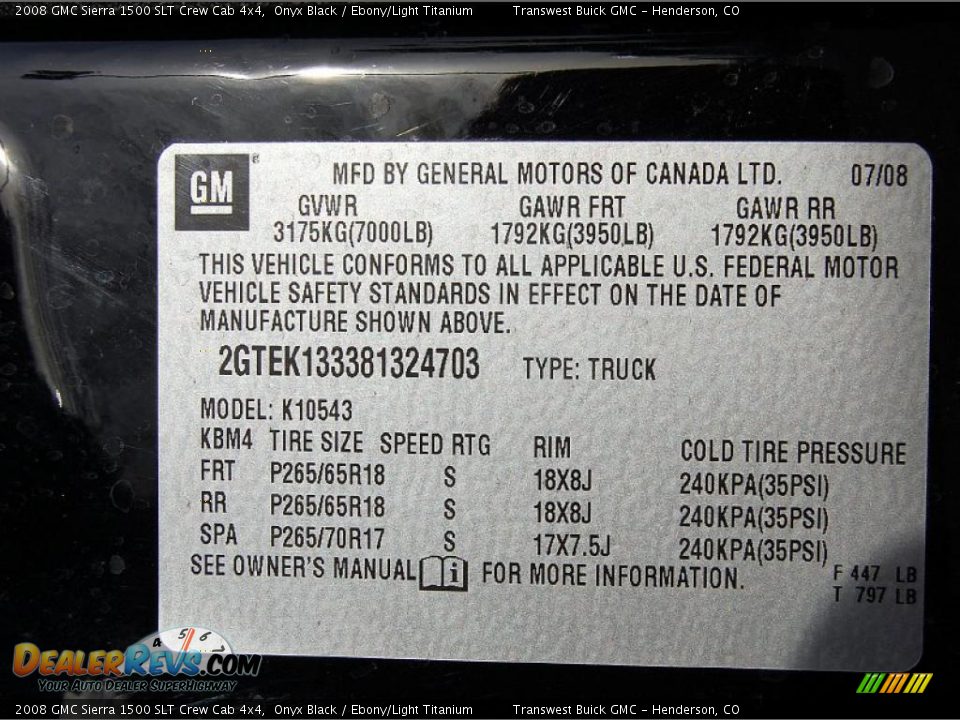 2008 GMC Sierra 1500 SLT Crew Cab 4x4, Onyx Black / Ebony/Light Titanium Transwest Buick GMC - Henderson, CO
GM ® MFD BY GENERAL MOTORS OF CANADA LTD. 07/08
GVWR GAWR FRT GAWR RR
3175KG(7000LB) 1792KG(3950LB) 1792KG(3950LB)
THIS VEHICLE CONFORMS TO ALL APPLICABLE U.S. FEDERAL MOTOR
VEHICLE SAFETY STANDARDS IN EFFECT ON THE DATE OF
MANUFACTURE SHOWN ABOVE.
2GTEK133381324703 TYPE: TRUCK
MODEL: K10543
KBM4 TIRE SIZE SPEED RTG RIM COLD TIRE PRESSURE
FRT P265/65R18 S 18X8J 240KPA(35PSI)
RR P265/65R18 S 18X8J 240KPA(35PSI)
SPA P265/70R17 S 17X7.5J 240KPA(35PSI)
SEE OWNER'S MANUAL i FOR MORE INFORMATION.
F 447 LB
T 797 LB
4 5 6 7
DEALERREVS.COM
YOUR AUTO DEALER SUPERHIGHWAY
2008 GMC Sierra 1500 SLT Crew Cab 4x4, Onyx Black / Ebony/Light Titanium Transwest Buick GMC - Henderson, CO